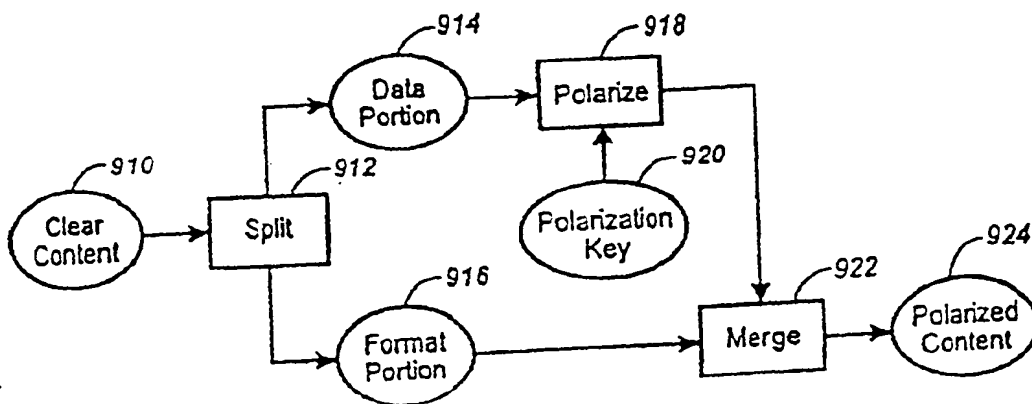 914
Data
Portion
918
Polarize
910
Clear
Content
912
Split
920
Polarization
Key
916
Format
Portion
922
Merge
924
Polarized
Content